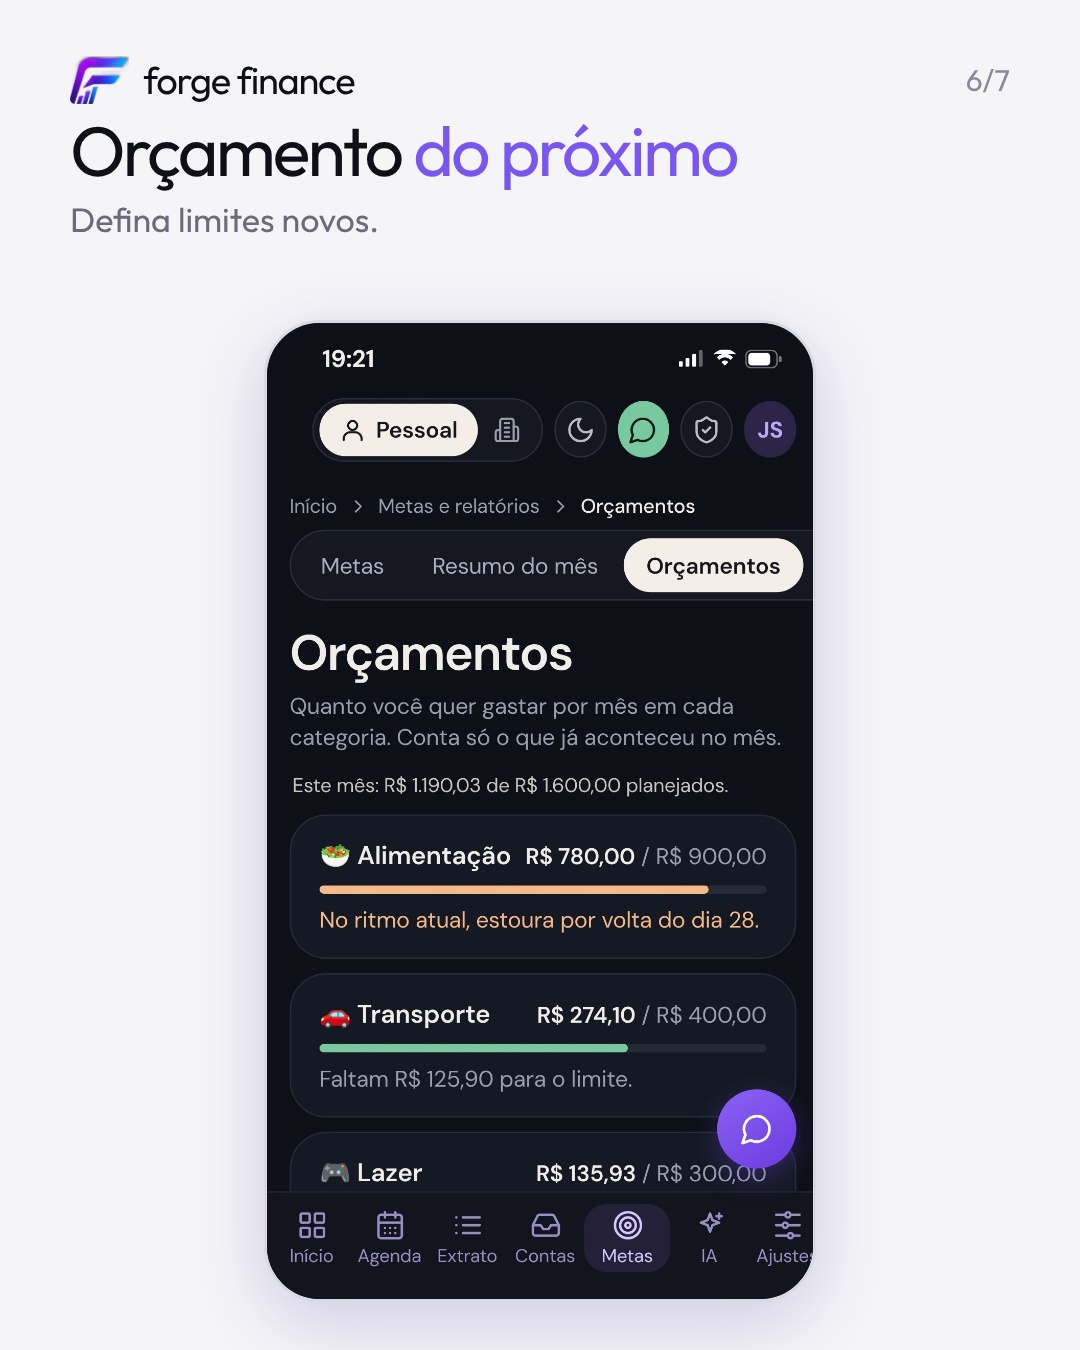 forge finance
6/7
Orçamento do próximo
Defina limites novos.
19:21
Pessoal
JS
Início > Metas e relatórios > Orçamentos
Metas Resumo do mês Orçamentos
Orçamentos
Quanto você quer gastar por mês em cada
categoria. Conta só o que já aconteceu no mês.
Este mês: R$ 1.190,03 de R$ 1.600,00 planejados.
Alimentação R$ 780,00 / R$ 900,00
No ritmo atual, estoura por volta do dia 28.
Transporte R$ 274,10 / R$ 400,00
Faltam R$ 125,90 para o limite.
Lazer R$ 135,93 / R$ 300,00
Início Agenda Extrato Contas Metas IA Ajustes